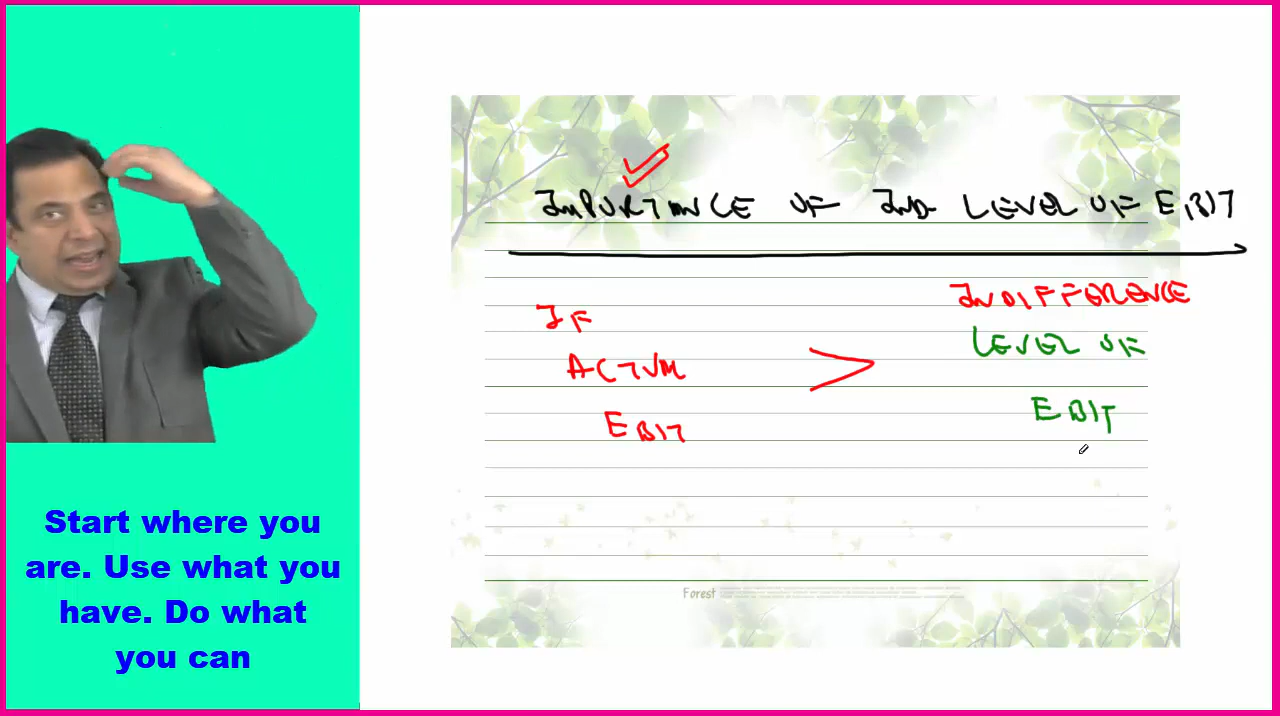 IMPORTANCE OF IND LEVEL OF EBIT
IF
ACTUAL
EBIT
>
INDIFFERENCE
LEVEL OF
EBIT
Forest
Start where you
are. Use what you
have. Do what
you can